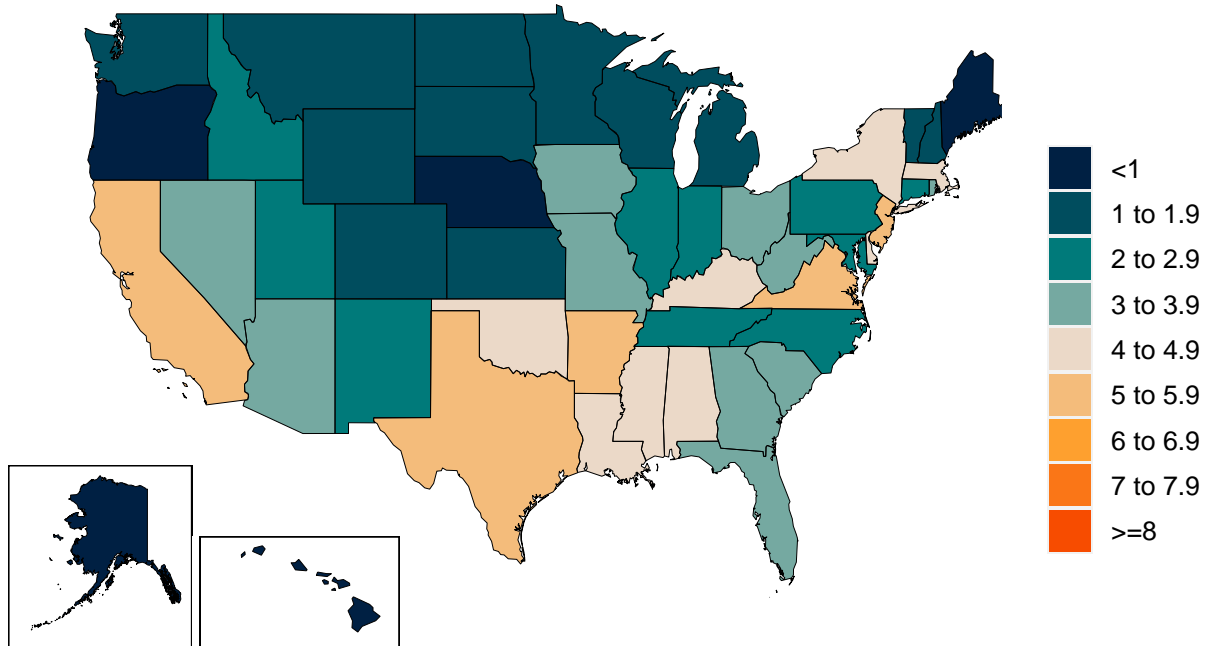 <1
1 to 1.9
2 to 2.9
3 to 3.9
4 to 4.9
5 to 5.9
6 to 6.9
7 to 7.9
>=8